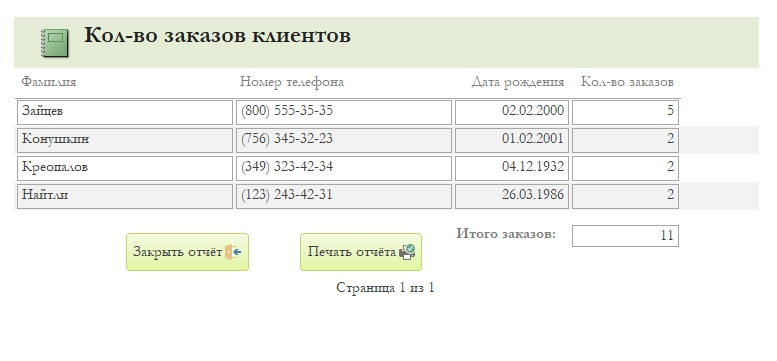 Кол-во заказов клиентов
Фамилия Номер телефона Дата рождения Кол-во заказов
Зайцев (800) 555-35-35 02.02.2000 5
Конушкин (756) 345-32-23 01.02.2001 2
Креопалов (349) 323-42-34 04.12.1932 2
Найтли (123) 243-42-31 26.03.1986 2
Итого заказов: 11
Закрыть отчёт Печать отчёта
Страница 1 из 1